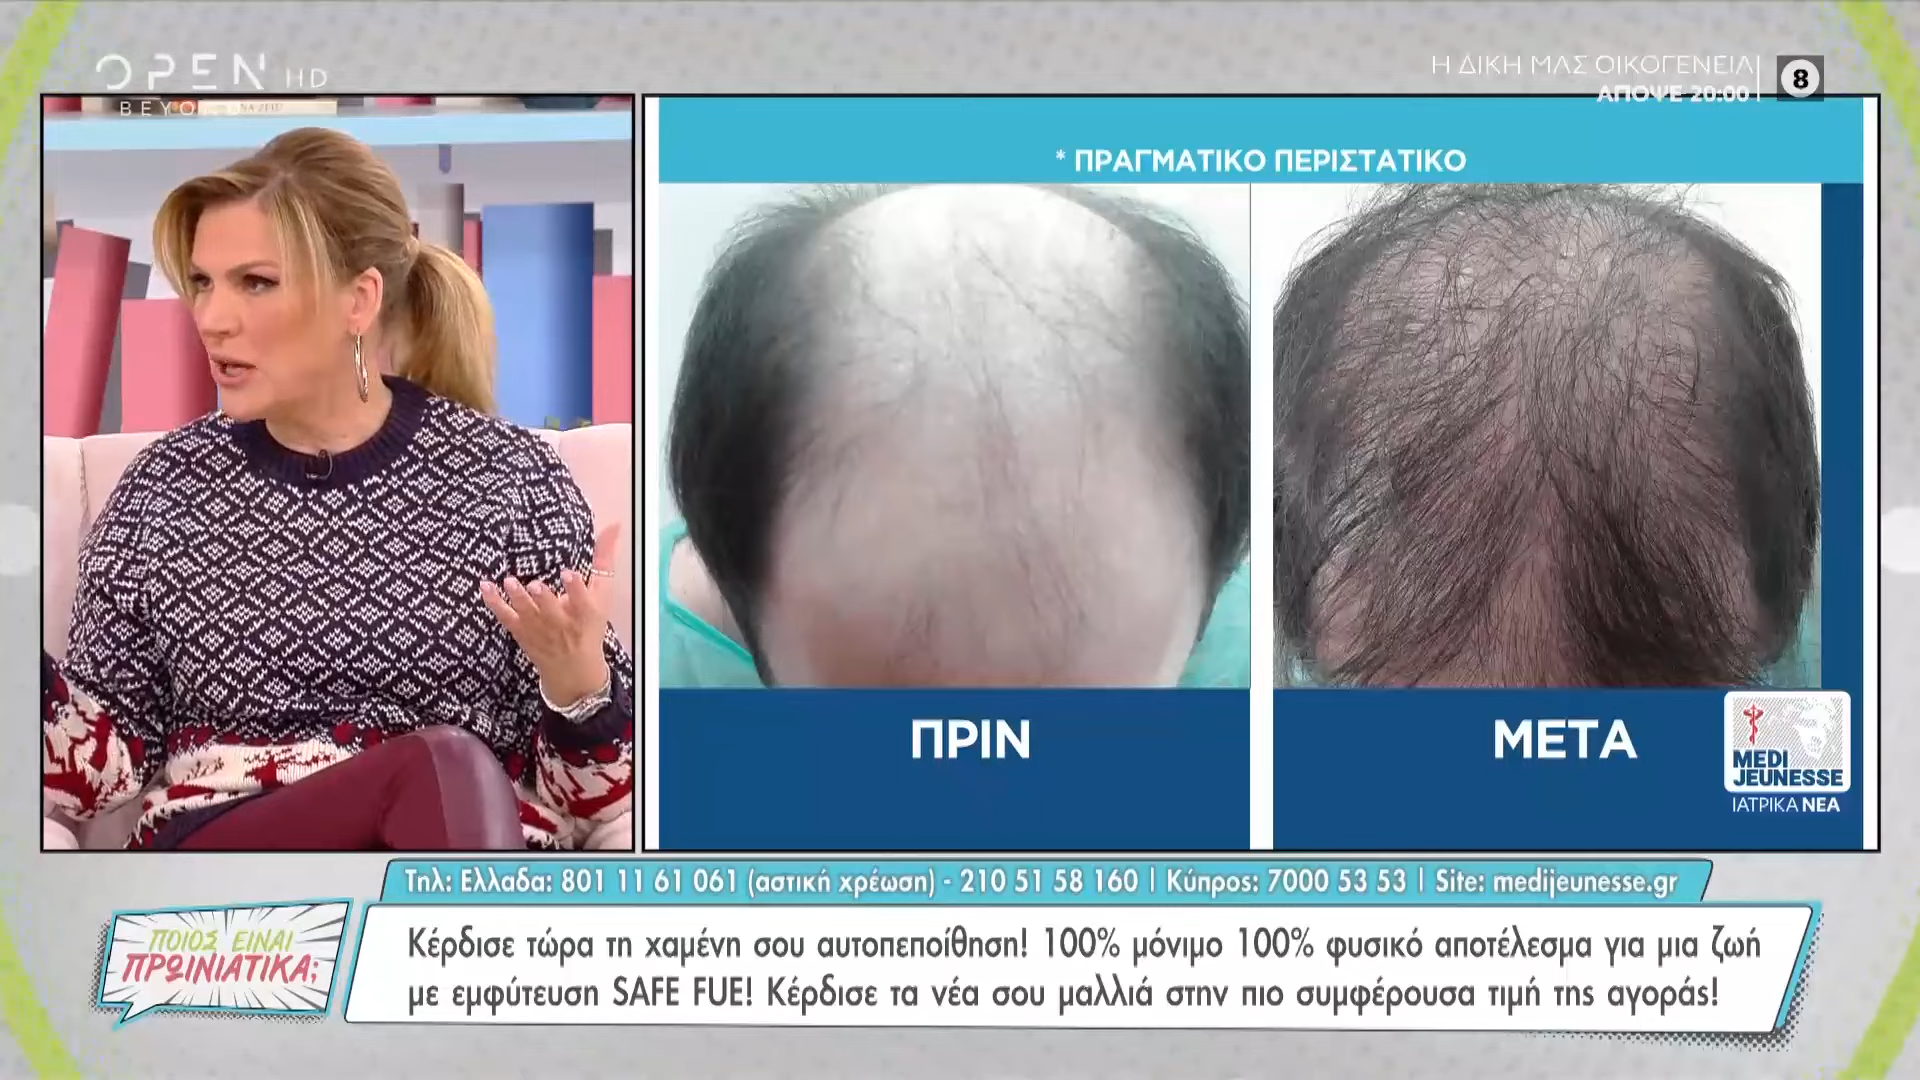 OPEN HD
BEYOND
Η ΔΙΚΗ ΜΑΣ ΟΙΚΟΓΕΝΕΙΑ
ΑΠΟΨΕ 20:00
8
* ΠΡΑΓΜΑΤΙΚΟ ΠΕΡΙΣΤΑΤΙΚΟ
ΠΡΙΝ
ΜΕΤΑ
MEDI
JEUNESSE
ΙΑΤΡΙΚΑ ΝΕΑ
Τηλ: Ελλαδα: 801 11 61 061 (αστική χρέωση) - 210 51 58 160 | Κύπρος: 7000 53 53 | Site: medijeunesse.gr
ΠΟΙΟΣ ΕΙΝΑΙ
ΠΡΩΙΝΙΑΤΙΚΑ;
Κέρδισε τώρα τη χαμένη σου αυτοπεποίθηση! 100% μόνιμο 100% φυσικό αποτέλεσμα για μια ζωή
με εμφύτευση SAFE FUE! Κέρδισε τα νέα σου μαλλιά στην πιο συμφέρουσα τιμή της αγοράς!